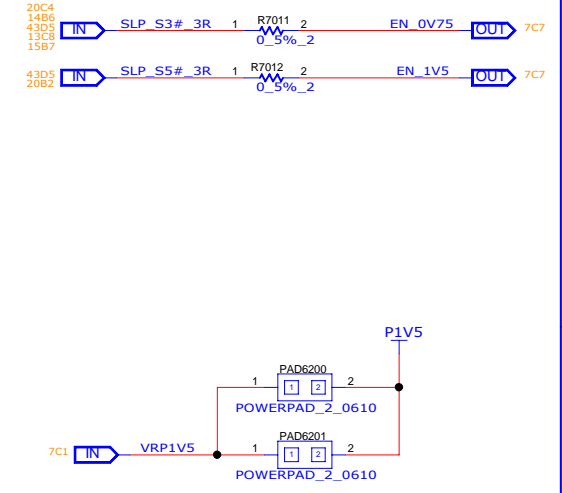 20C4
14B6
43D5
13C8
15B7
IN SLP_S3#_3R 1 R7011 2 EN_0V75 OUT 7C7
0_5%_2
43D5
20B2
IN SLP_S5#_3R 1 R7012 2 EN_1V5 OUT 7C7
0_5%_2
P1V5
PAD6200
1 1 2 2
POWERPAD_2_0610
PAD6201
7C1 IN VRP1V5 1 1 2 2
POWERPAD_2_0610